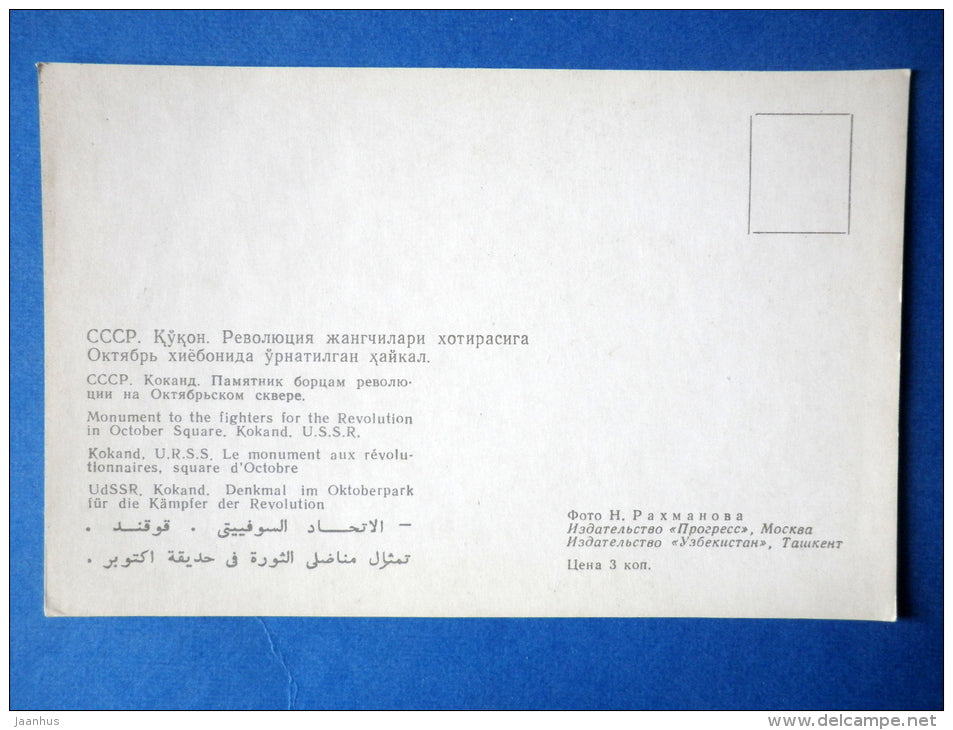 СССР. Қўқон. Революция жангчилари хотирасига
Октябрь хиёбонида ўрнатилган ҳайкал.
СССР. Коканд. Памятник борцам револю-
ции на Октябрьском сквере.
Monument to the fighters for the Revolution
in October Square. Kokand. U.S.S.R.
Kokand. U.R.S.S. Le monument aux révolu-
tionnaires, square d'Octobre
UdSSR. Kokand. Denkmal im Oktoberpark
für die Kämpfer der Revolution
الاتحاد السوفييتى . قوقند . –
تمثال مناضلى الثورة فى حديقة اكتوبر .
Фото Н. Рахманова
Издательство «Прогресс», Москва
Издательство «Узбекистан», Ташкент
Цена 3 коп.
Jaanhus
www.delcampe.net